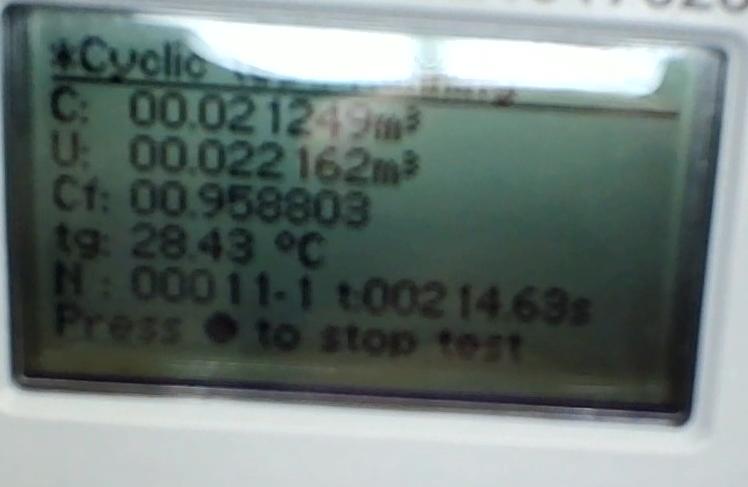 *Cyclic
C: 00.021249m³
U: 00.022162m³
Cf: 00.958803
tg: 28.43 °C
N : 00011-1 t:00214.63s
Press ● to stop test